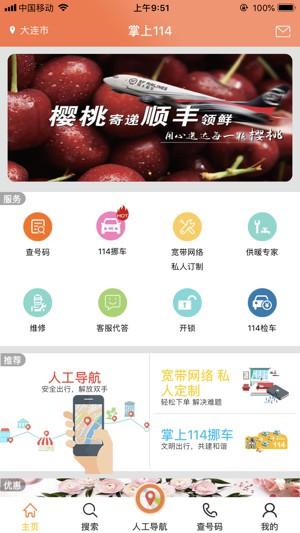 中国移动
上午9:51
65%
大连市
掌上114
SF AIRLINES
樱桃寄递顺丰领鲜
用心递送每一颗樱桃
服务
HOT
查号码
114挪车
宽带网络
私人订制
供暖专家
维修
客服代答
开锁
114检车
推荐
人工导航
安全出行，解放双手
宽带网络 私人定制
轻松下单 解决难题
掌上114挪车
文明出行，共建和谐
114
优惠
主页
搜索
人工导航
查号码
我的